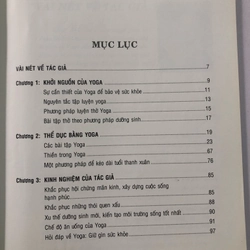 MỤC LỤC
VÀI NÉT VỀ TÁC GIẢ 7
Chương 1: KHỞI NGUỒN CỦA YOGA 9
Sự cần thiết của Yoga để bảo vệ sức khỏe 11
Nguyên tắc tập luyện yoga 13
Phương pháp luyện thở Yoga 15
Bài tập thở theo phương pháp dưỡng sinh 17
Chương 2: THỂ DỤC BẰNG YOGA 19
Các bài tập Yoga 23
Thiền trong Yoga 60
Một phương pháp để kéo dài tuổi thanh xuân 76
Chương 3: KINH NGHIỆM CỦA TÁC GIẢ 85
Khắc phục hội chứng mãn kinh, xây dựng cuộc sống
hạnh phúc 85
Khắc phục những thói quen xấu 90
Xu thế dưỡng sinh mới, kiến tạo môi trường sống tốt nhất 91
Chế độ ăn uống của Yoga 91
Hỏi đáp về Yoga: Giữ gìn sức khỏe 97